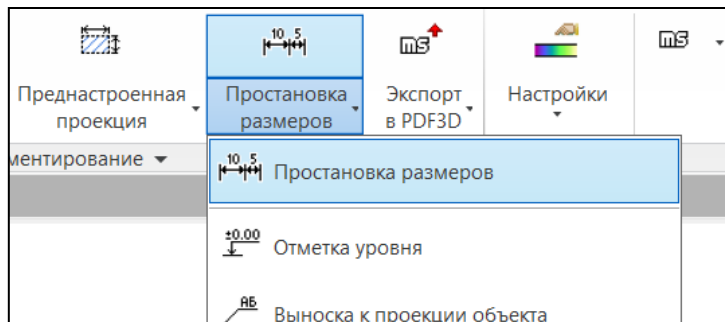 10 5
Преднастроенная
проекция
Простановка
размеров
Экспорт
в PDF3D
Настройки
ментирование
10 5
Простановка размеров
±0.00
Отметка уровня
АБ
Выноска к проекции объекта